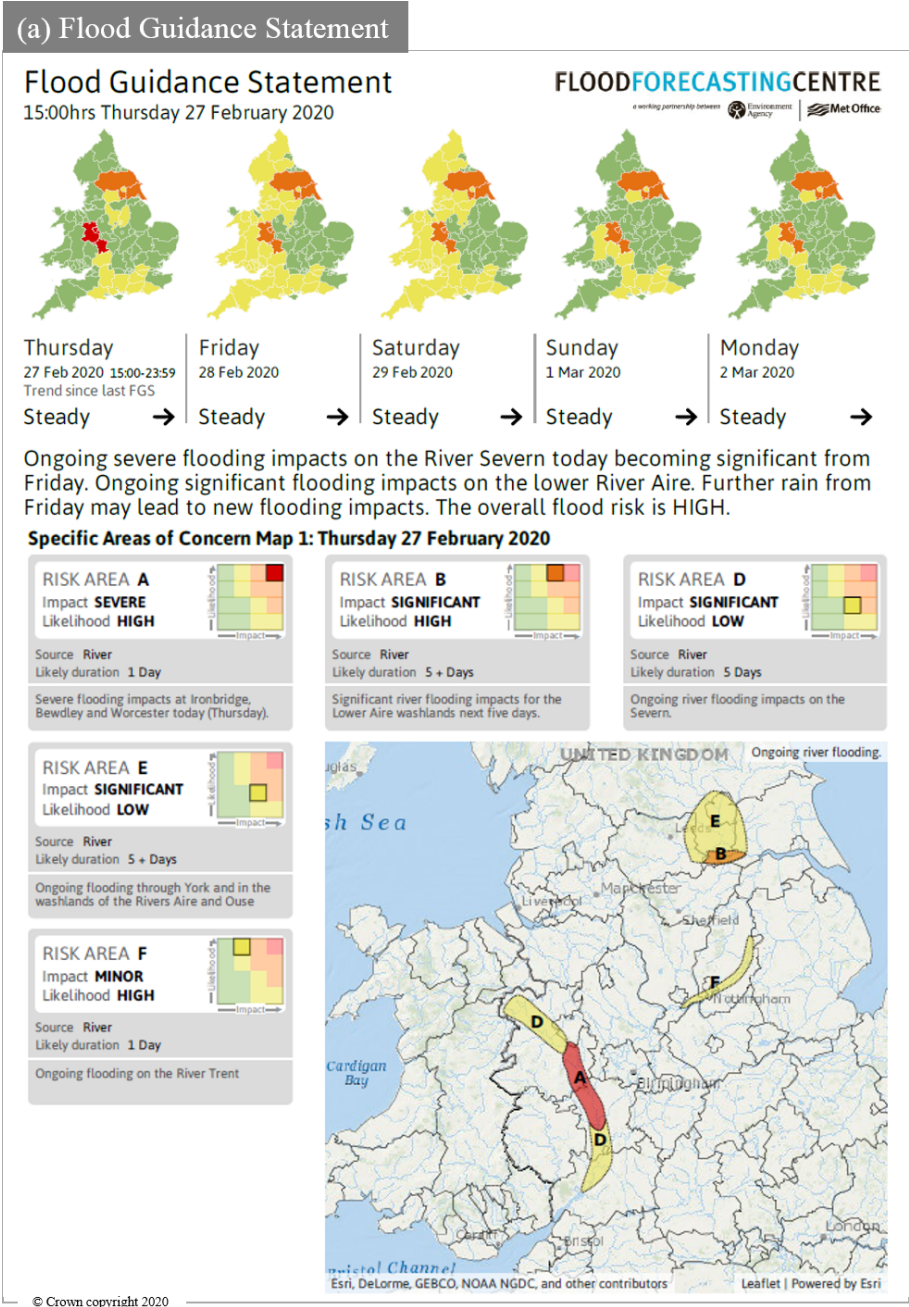 (a) Flood Guidance Statement
Flood Guidance Statement
15:00hrs Thursday 27 February 2020
FLOODFORECASTINGCENTRE
a working partnership between
Environment
Agency
Met Office
Thursday
27 Feb 2020 15:00-23:59
Trend since last FGS
Steady
Friday
28 Feb 2020
Steady
Saturday
29 Feb 2020
Steady
Sunday
1 Mar 2020
Steady
Monday
2 Mar 2020
Steady
Ongoing severe flooding impacts on the River Severn today becoming significant from
Friday. Ongoing significant flooding impacts on the lower River Aire. Further rain from
Friday may lead to new flooding impacts. The overall flood risk is HIGH.
Specific Areas of Concern Map 1: Thursday 27 February 2020
RISK AREA A
Impact SEVERE
Likelihood HIGH
Likelihood
Impact
Source River
Likely duration 1 Day
Severe flooding impacts at Ironbridge,
Bewdley and Worcester today (Thursday).
RISK AREA B
Impact SIGNIFICANT
Likelihood HIGH
Likelihood
Impact
Source River
Likely duration 5 + Days
Significant river flooding impacts for the
Lower Aire washlands next five days.
RISK AREA D
Impact SIGNIFICANT
Likelihood LOW
Likelihood
Impact
Source River
Likely duration 5 Days
Ongoing river flooding impacts on the
Severn.
RISK AREA E
Impact SIGNIFICANT
Likelihood LOW
Likelihood
Impact
Source River
Likely duration 5 + Days
Ongoing flooding through York and in the
washlands of the Rivers Aire and Ouse
RISK AREA F
Impact MINOR
Likelihood HIGH
Likelihood
Impact
Source River
Likely duration 1 Day
Ongoing flooding on the River Trent
UNITED KINGDOM
Ongoing river flooding.
uglas
sh Sea
E
Leeds
B
Manchester
Liverpool
Sheffield
F
Nottingham
D
Cardigan
Bay
A
Birmingham
D
London
Cardiff
Bristol
Bristol Channel
Esri, DeLorme, GEBCO, NOAA NGDC, and other contributors
Leaflet | Powered by Esri
© Crown copyright 2020